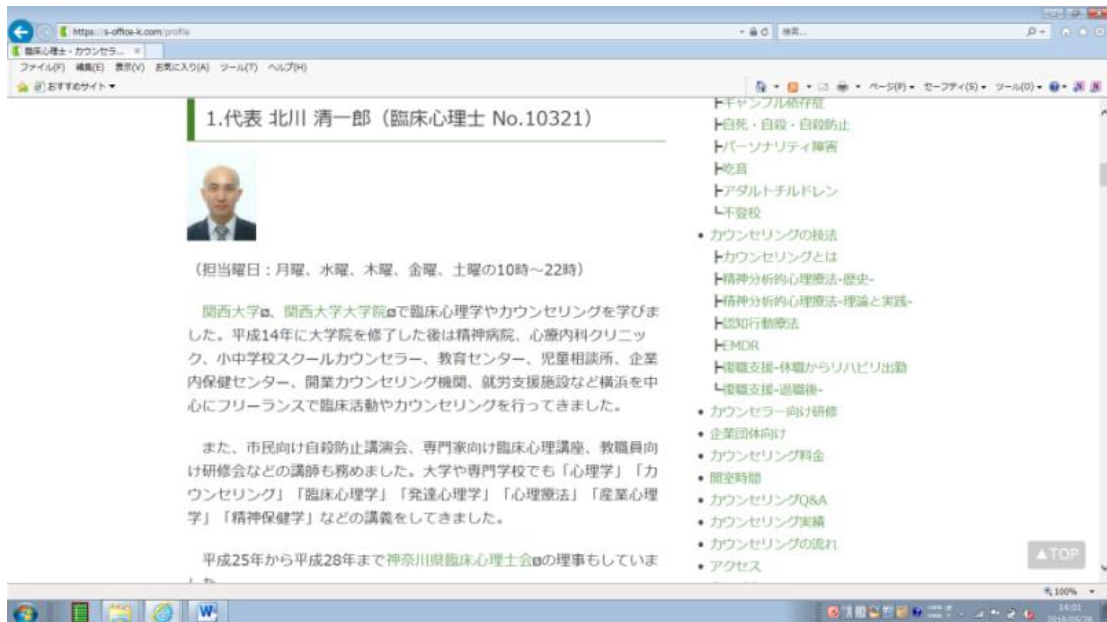 https://s-office-k.com/profile
検索...
臨床心理士・カウンセラ...
ファイル(F) 編集(E) 表示(V) お気に入り(A) ツール(T) ヘルプ(H)
おすすめサイト
ページ(P) セーフティ(S) ツール(O)
1.代表 北川 清一郎（臨床心理士 No.10321）
（担当曜日：月曜、水曜、木曜、金曜、土曜の10時～22時）
関西大学、関西大学大学院で臨床心理学やカウンセリングを学びま
した。平成14年に大学院を修了した後は精神病院、心療内科クリニッ
ク、小中学校スクールカウンセラー、教育センター、児童相談所、企業
内保健センター、開業カウンセリング機関、就労支援施設など横浜を中
心にフリーランスで臨床活動やカウンセリングを行ってきました。
また、市民向け自殺防止講演会、専門家向け臨床心理講座、教職員向
け研修会などの講師も務めました。大学や専門学校でも「心理学」「カ
ウンセリング」「臨床心理学」「発達心理学」「心理療法」「産業心理
学」「精神保健学」などの講義をしてきました。
平成25年から平成28年まで神奈川県臨床心理士会の理事もしていま
した
┣ギャンブル依存症
┣自死・自殺・自殺防止
┣パーソナリティ障害
┣吃音
┣アダルトチルドレン
┗不登校
• カウンセリングの技法
┣カウンセリングとは
┣精神分析的心理療法-歴史-
┣精神分析的心理療法-理論と実践-
┣認知行動療法
┣EMDR
┣復職支援-休職からリハビリ出勤
┗復職支援-退職後-
• カウンセラー向け研修
• 企業団体向け
• カウンセリング料金
• 開室時間
• カウンセリングQ&A
• カウンセリング実績
• カウンセリングの流れ
• アクセス
▲TOP
100%
14:01